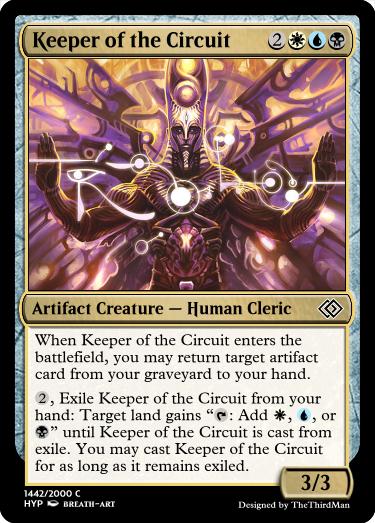 Keeper of the Circuit 2
Artifact Creature — Human Cleric
When Keeper of the Circuit enters the
battlefield, you may return target artifact
card from your graveyard to your hand.
2, Exile Keeper of the Circuit from your
hand: Target land gains “: Add , , or
” until Keeper of the Circuit is cast from
exile. You may cast Keeper of the Circuit
for as long as it remains exiled.
3/3
1442/2000 C
HYP BREATH-ART
Designed by TheThirdMan